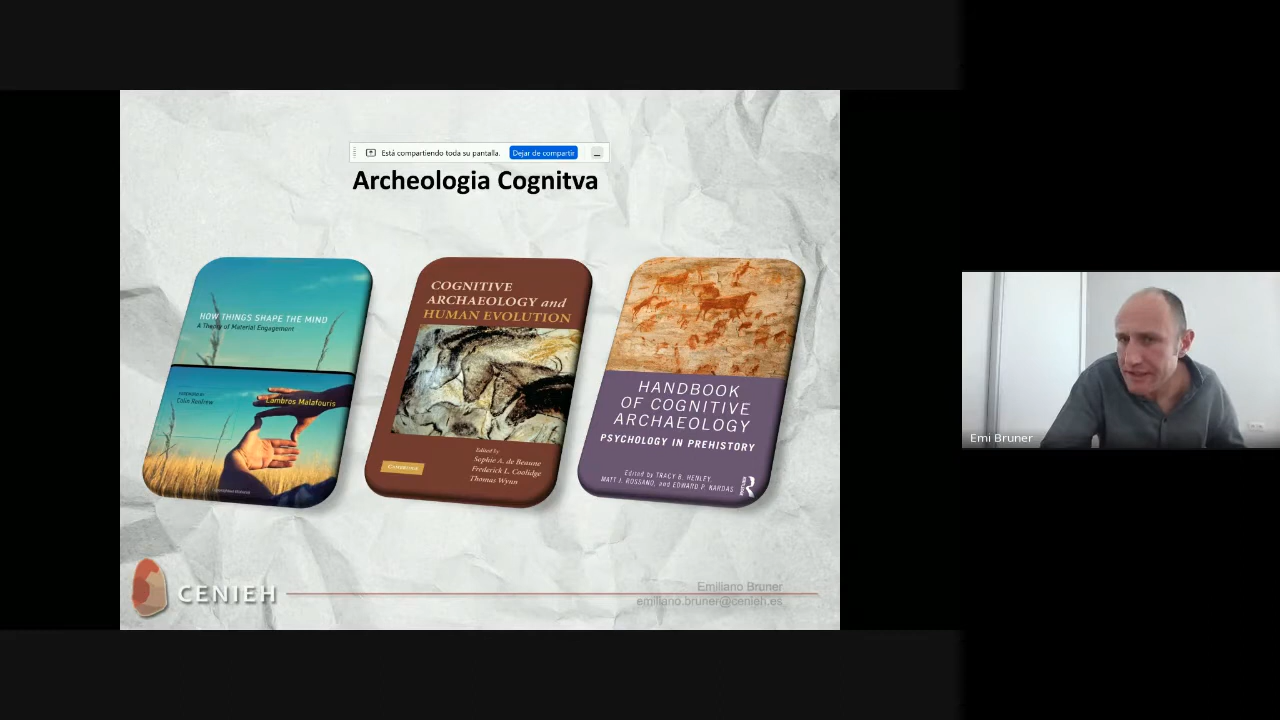 Está compartiendo toda su pantalla.
Dejar de compartir
Archeologia Cognitva
HOW THINGS SHAPE THE MIND
A Theory of Material Engagement
FOREWORD BY
Colin Renfrew
Lambros Malafouris
COGNITIVE
ARCHAEOLOGY and
HUMAN EVOLUTION
Edited by
Sophie A. de Beaune
Frederick L. Coolidge
Thomas Wynn
CAMBRIDGE
HANDBOOK
OF COGNITIVE
ARCHAEOLOGY
PSYCHOLOGY IN PREHISTORY
Edited by TRACY B. HENLEY,
MATT J. ROSSANO, and EDWARD P. KARDAS
CENIEH
Emiliano Bruner
emiliano.bruner@cenieh.es
Emi Bruner